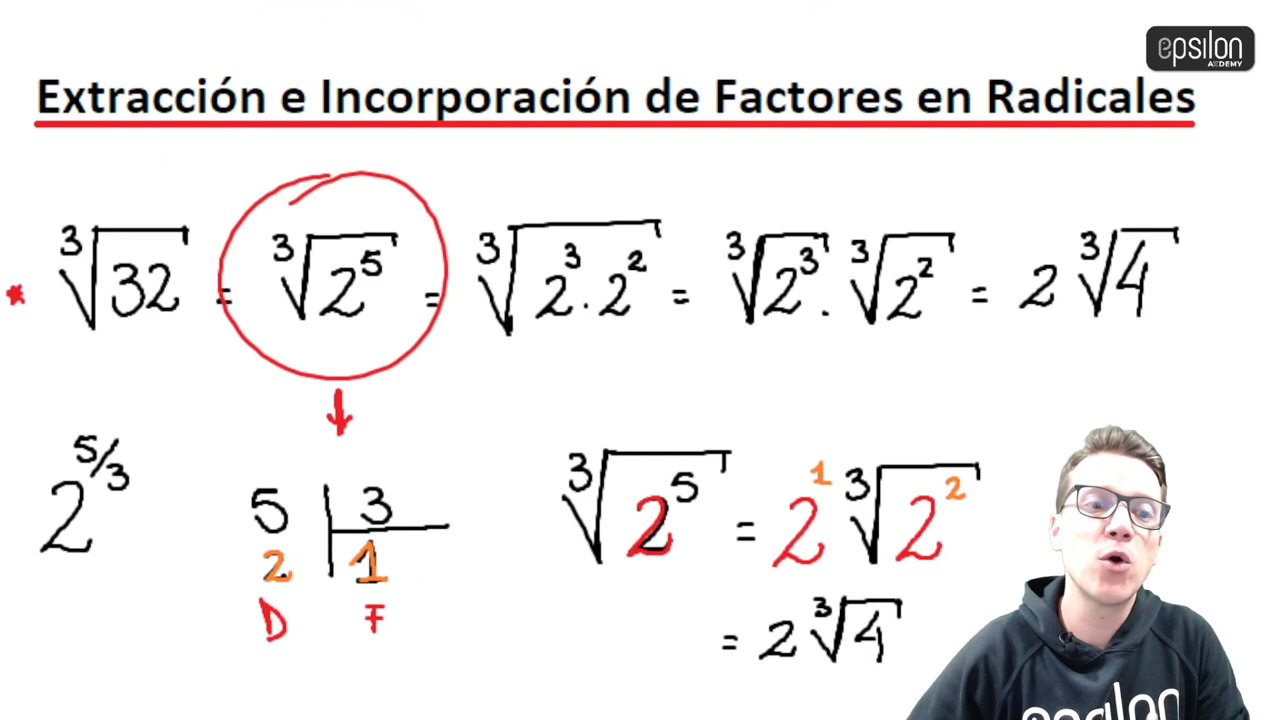 epsilon
ACADEMY
Extracción e Incorporación de Factores en Radicales
* ∛32 = ∛2⁵ = ∛(2³ · 2²) = ∛2³ · ∛2² = 2 ∛4
2^(5/3)
5 | 3
2 | 1
D F
∛2⁵ = 2¹ ∛2²
= 2 ∛4
epsilon